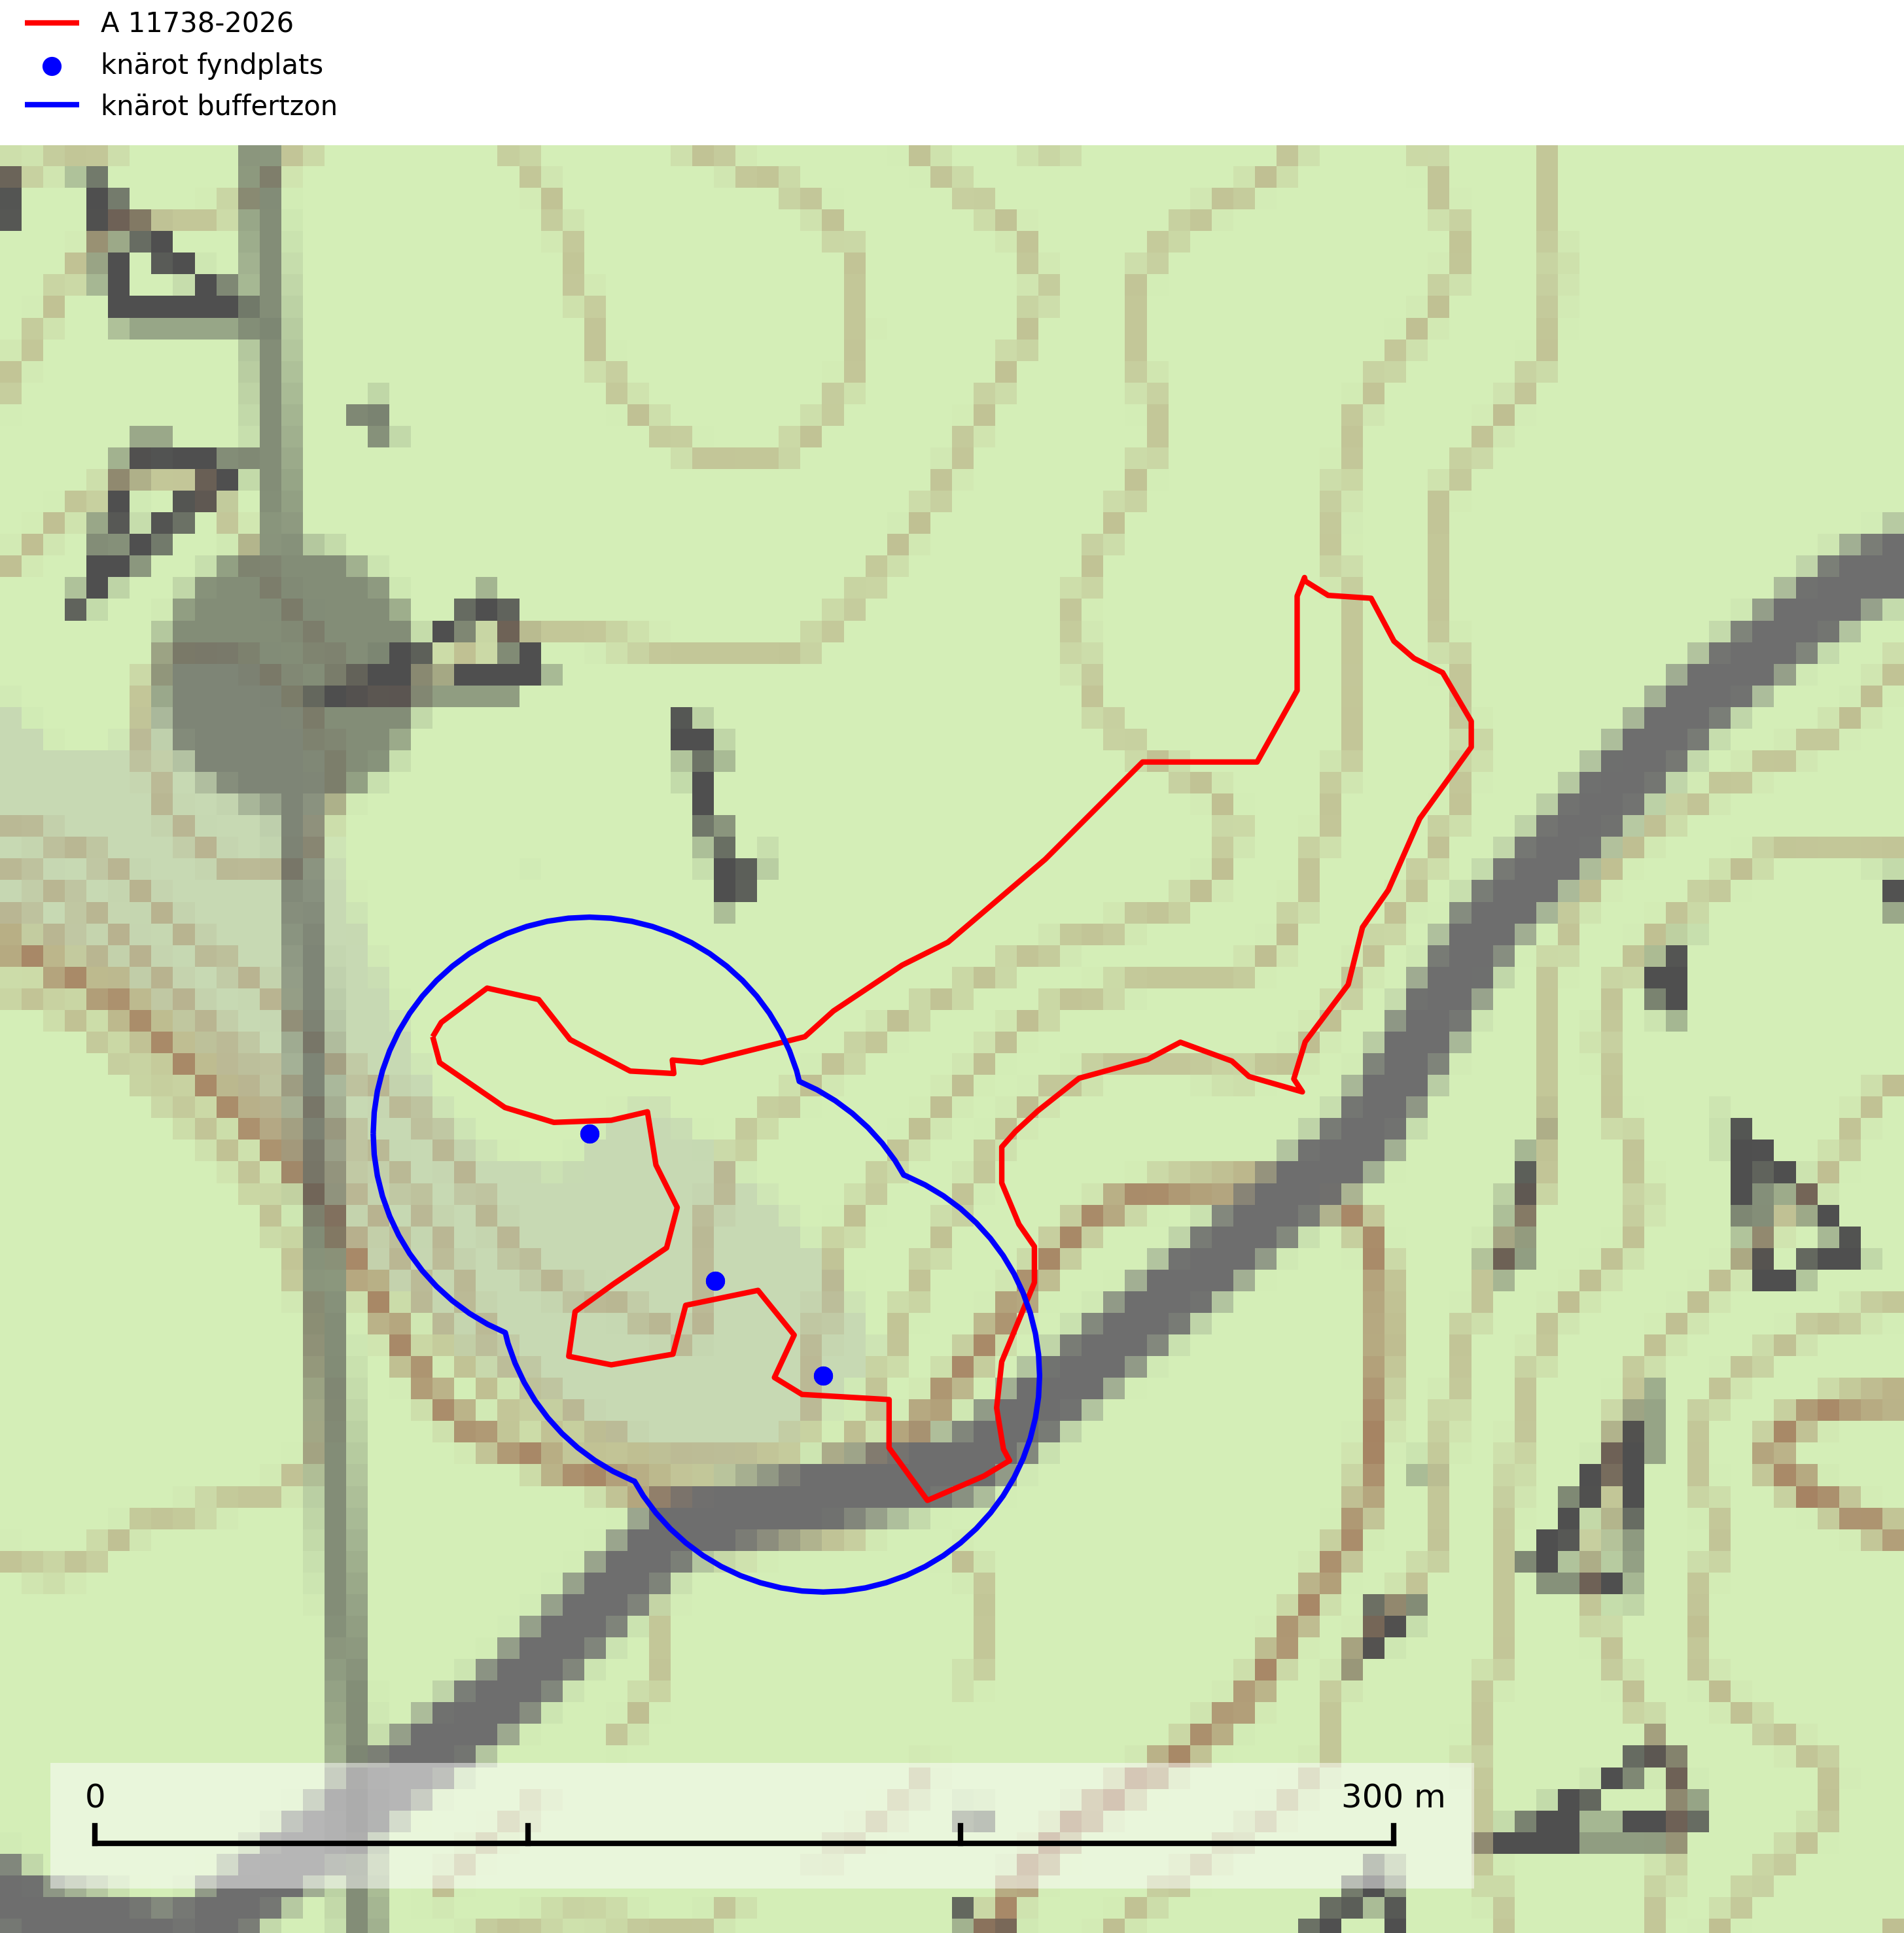 A 11738-2026
knärot fyndplats
knärot buffertzon
0 300 m